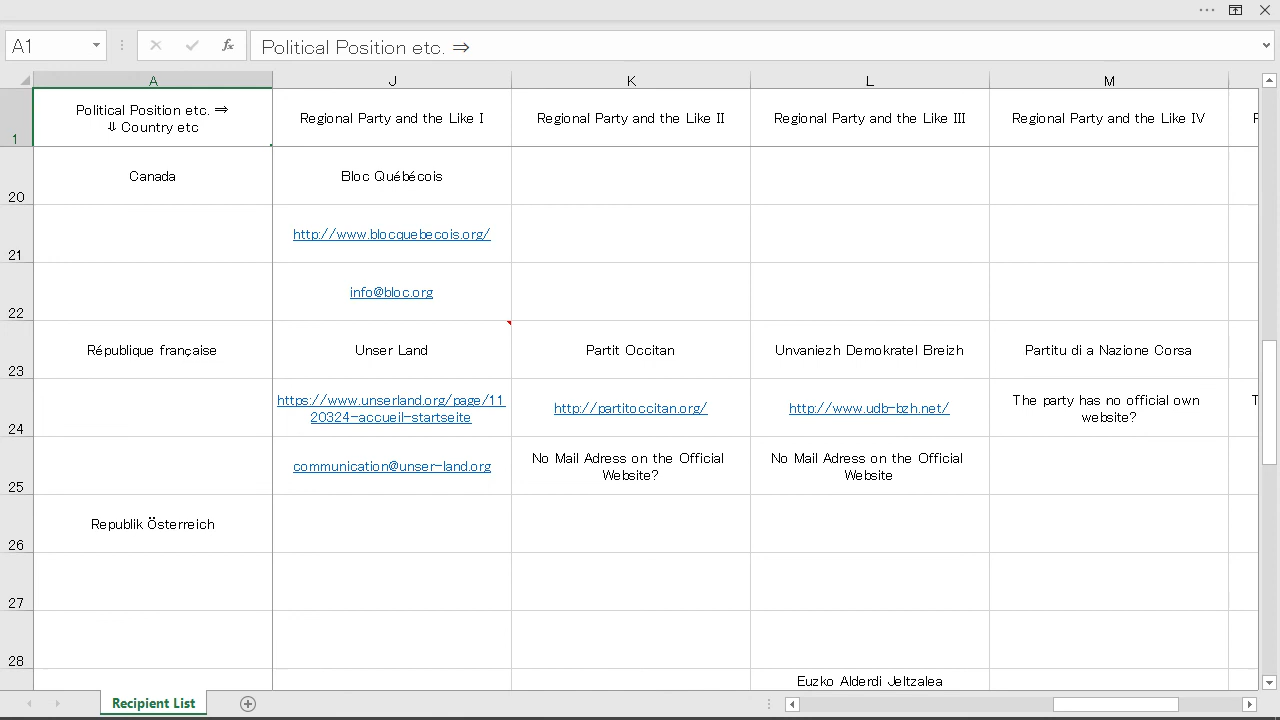 A1
fx
Political Position etc. ⇒
A J K L M
1
Political Position etc. ⇒
⇓ Country etc
Regional Party and the Like I
Regional Party and the Like II
Regional Party and the Like III
Regional Party and the Like IV
20
Canada
Bloc Québécois
21
http://www.blocquebecois.org/
22
info@bloc.org
23
République française
Unser Land
Partit Occitan
Unvaniezh Demokratel Breizh
Partitu di a Nazione Corsa
24
https://www.unserland.org/page/11
20324-accueil-startseite
http://partitoccitan.org/
http://www.udb-bzh.net/
The party has no official own
website?
25
communication@unser-land.org
No Mail Adress on the Official
Website?
No Mail Adress on the Official
Website
26
Republik Österreich
27
28
Euzko Alderdi Jeltzalea
Recipient List